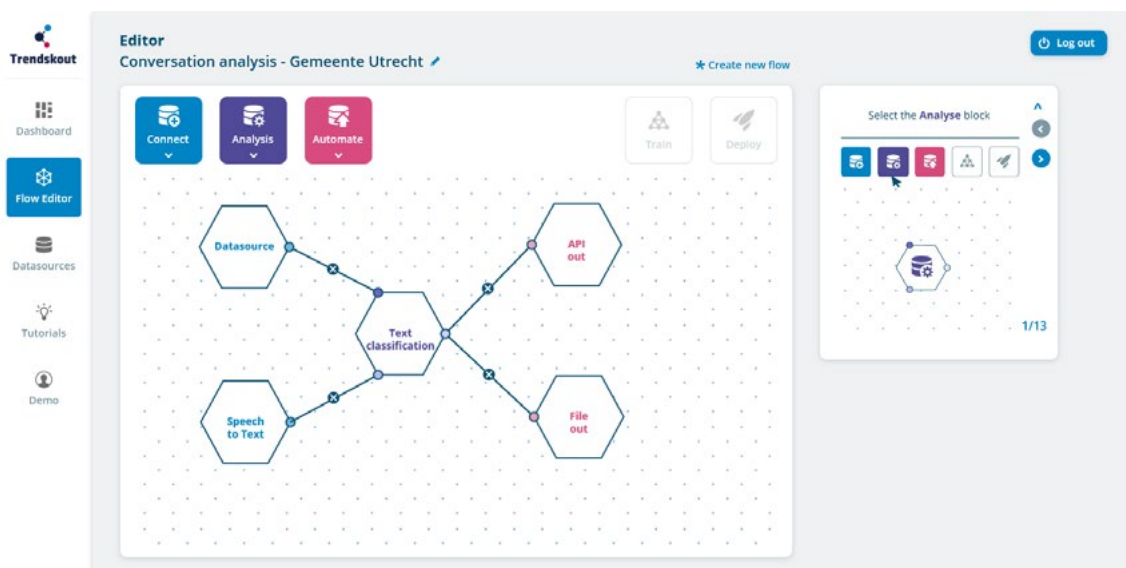 Trendskout
Dashboard
Flow Editor
Datasources
Tutorials
Demo
Editor
Conversation analysis - Gemeente Utrecht
Create new flow
Log out
Connect
Analysis
Automate
Train
Deploy
Datasource
API
out
Text
classification
Speech
to Text
File
out
Select the Analyse block
1/13